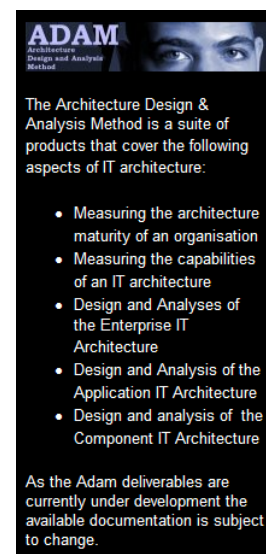 ADAM
Architecture
Design and Analysis
Method
The Architecture Design &
Analysis Method is a suite of
products that cover the following
aspects of IT architecture:
• Measuring the architecture
maturity of an organisation
• Measuring the capabilities
of an IT architecture
• Design and Analyses of
the Enterprise IT
Architecture
• Design and Analysis of the
Application IT Architecture
• Design and analysis of the
Component IT Architecture
As the Adam deliverables are
currently under development the
available documentation is subject
to change.